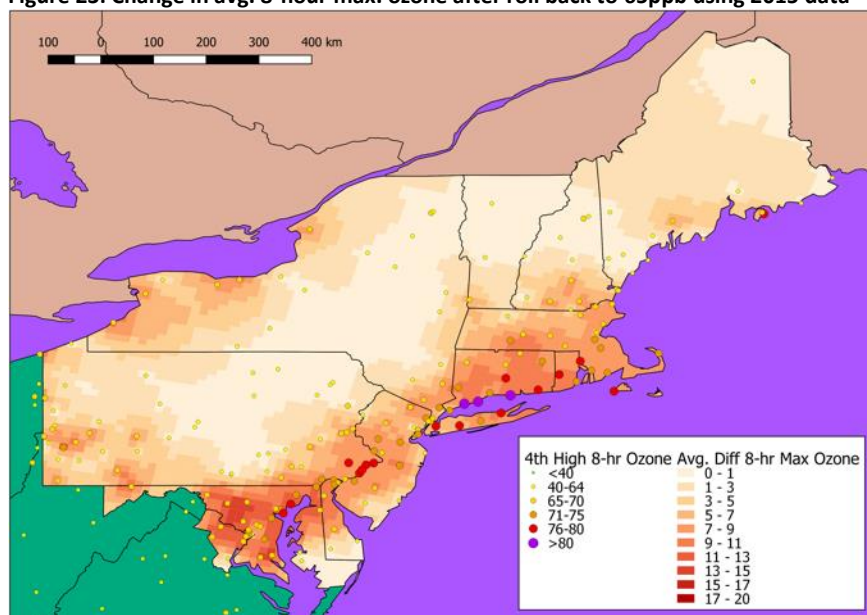 Figure 25. Change in avg. 8-hour max. ozone after roll back to 65ppb using 2015 data
100 0 100 200 300 400 km
4th High 8-hr Ozone Avg. Diff 8-hr Max Ozone
<40 0 - 1
40-64 1 - 3
65-70 3 - 5
71-75 5 - 7
76-80 7 - 9
>80 9 - 11
11 - 13
13 - 15
15 - 17
17 - 20